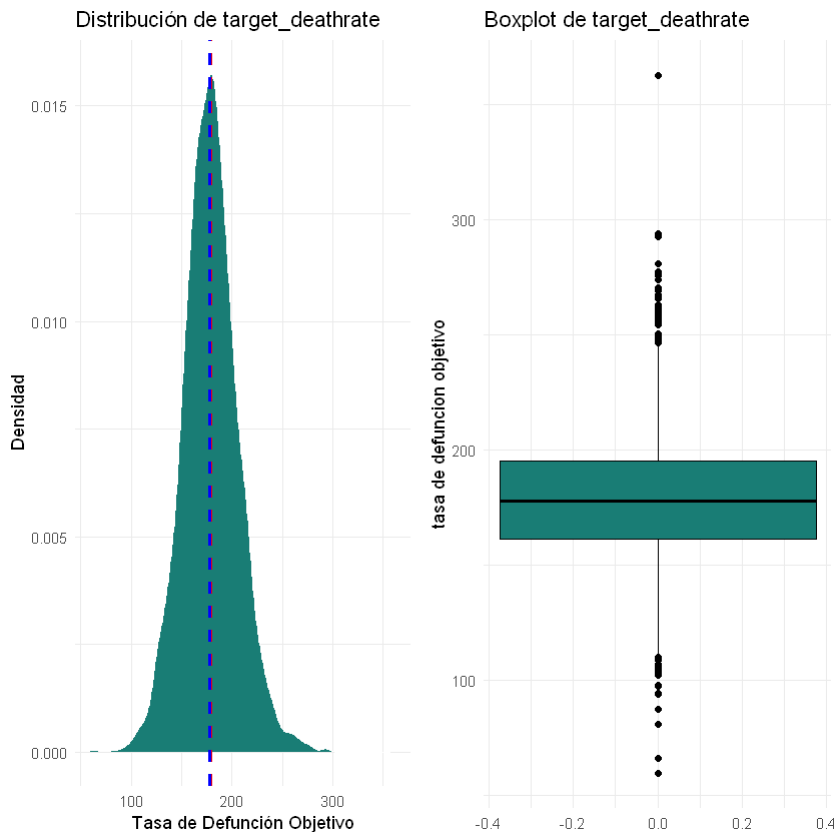 Distribución de target_deathrate
Densidad
0.015
0.010
0.005
0.000
100 200 300
Tasa de Defunción Objetivo
Boxplot de target_deathrate
tasa de defuncion objetivo
300
200
100
-0.4 -0.2 0.0 0.2 0.4